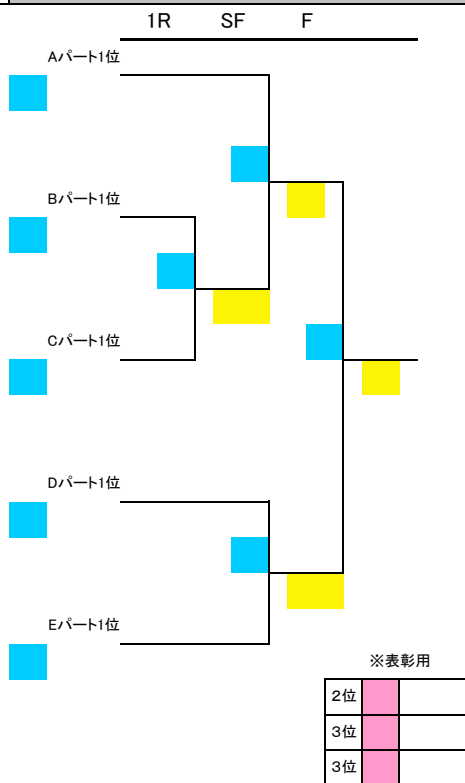 1R SF F
Aパート1位
Bパート1位
Cパート1位
Dパート1位
Eパート1位
※表彰用
2位
3位
3位